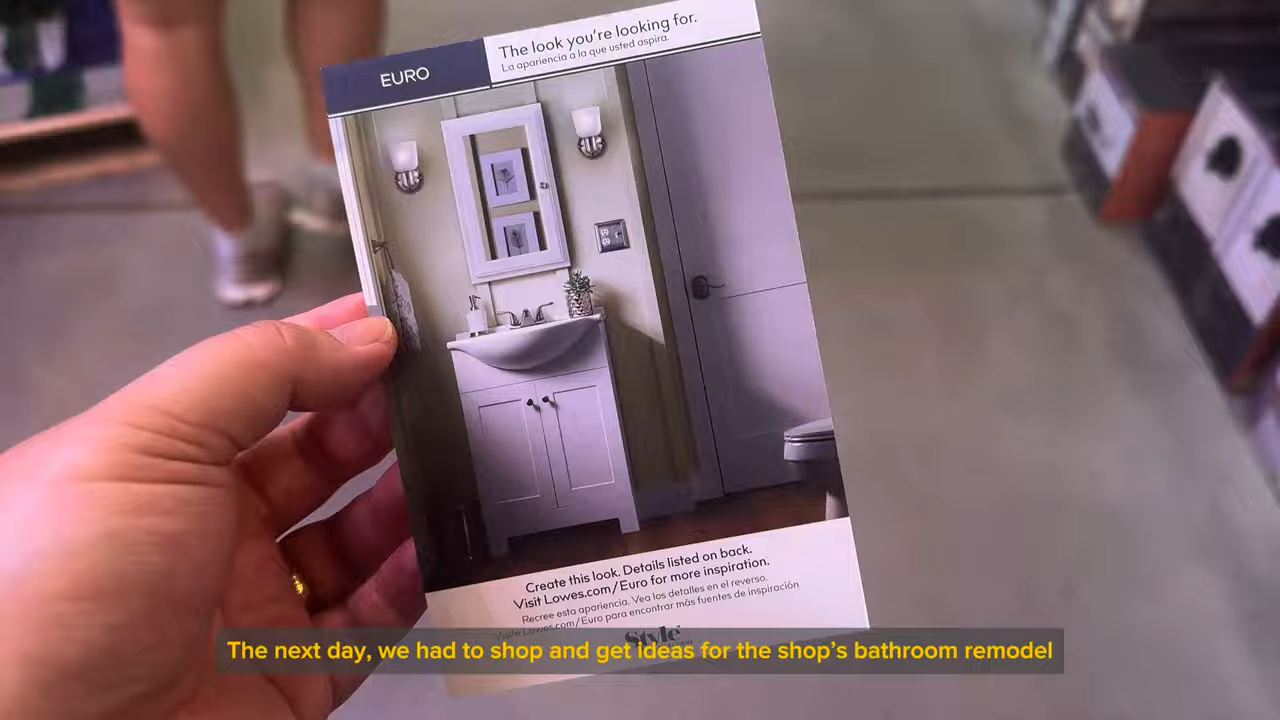 EURO
The look you're looking for.
La apariencia a la que usted aspira.
Create this look. Details listed on back.
Visit Lowes.com/Euro for more inspiration.
Recree esta apariencia. Vea los detalles en el reverso.
Visite Lowes.com/Euro para encontrar más fuentes de inspiración
Style
The next day, we had to shop and get ideas for the shop's bathroom remodel